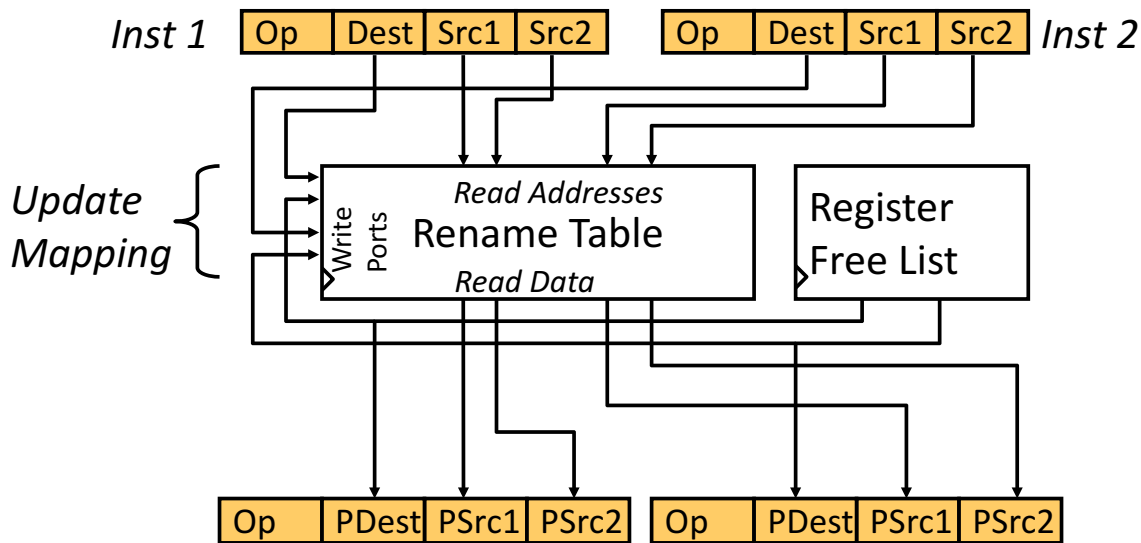 Inst 1
Op Dest Src1 Src2
Op Dest Src1 Src2
Inst 2
Update
Mapping
Write
Ports
Read Addresses
Rename Table
Read Data
Register
Free List
Op PDest PSrc1 PSrc2
Op PDest PSrc1 PSrc2